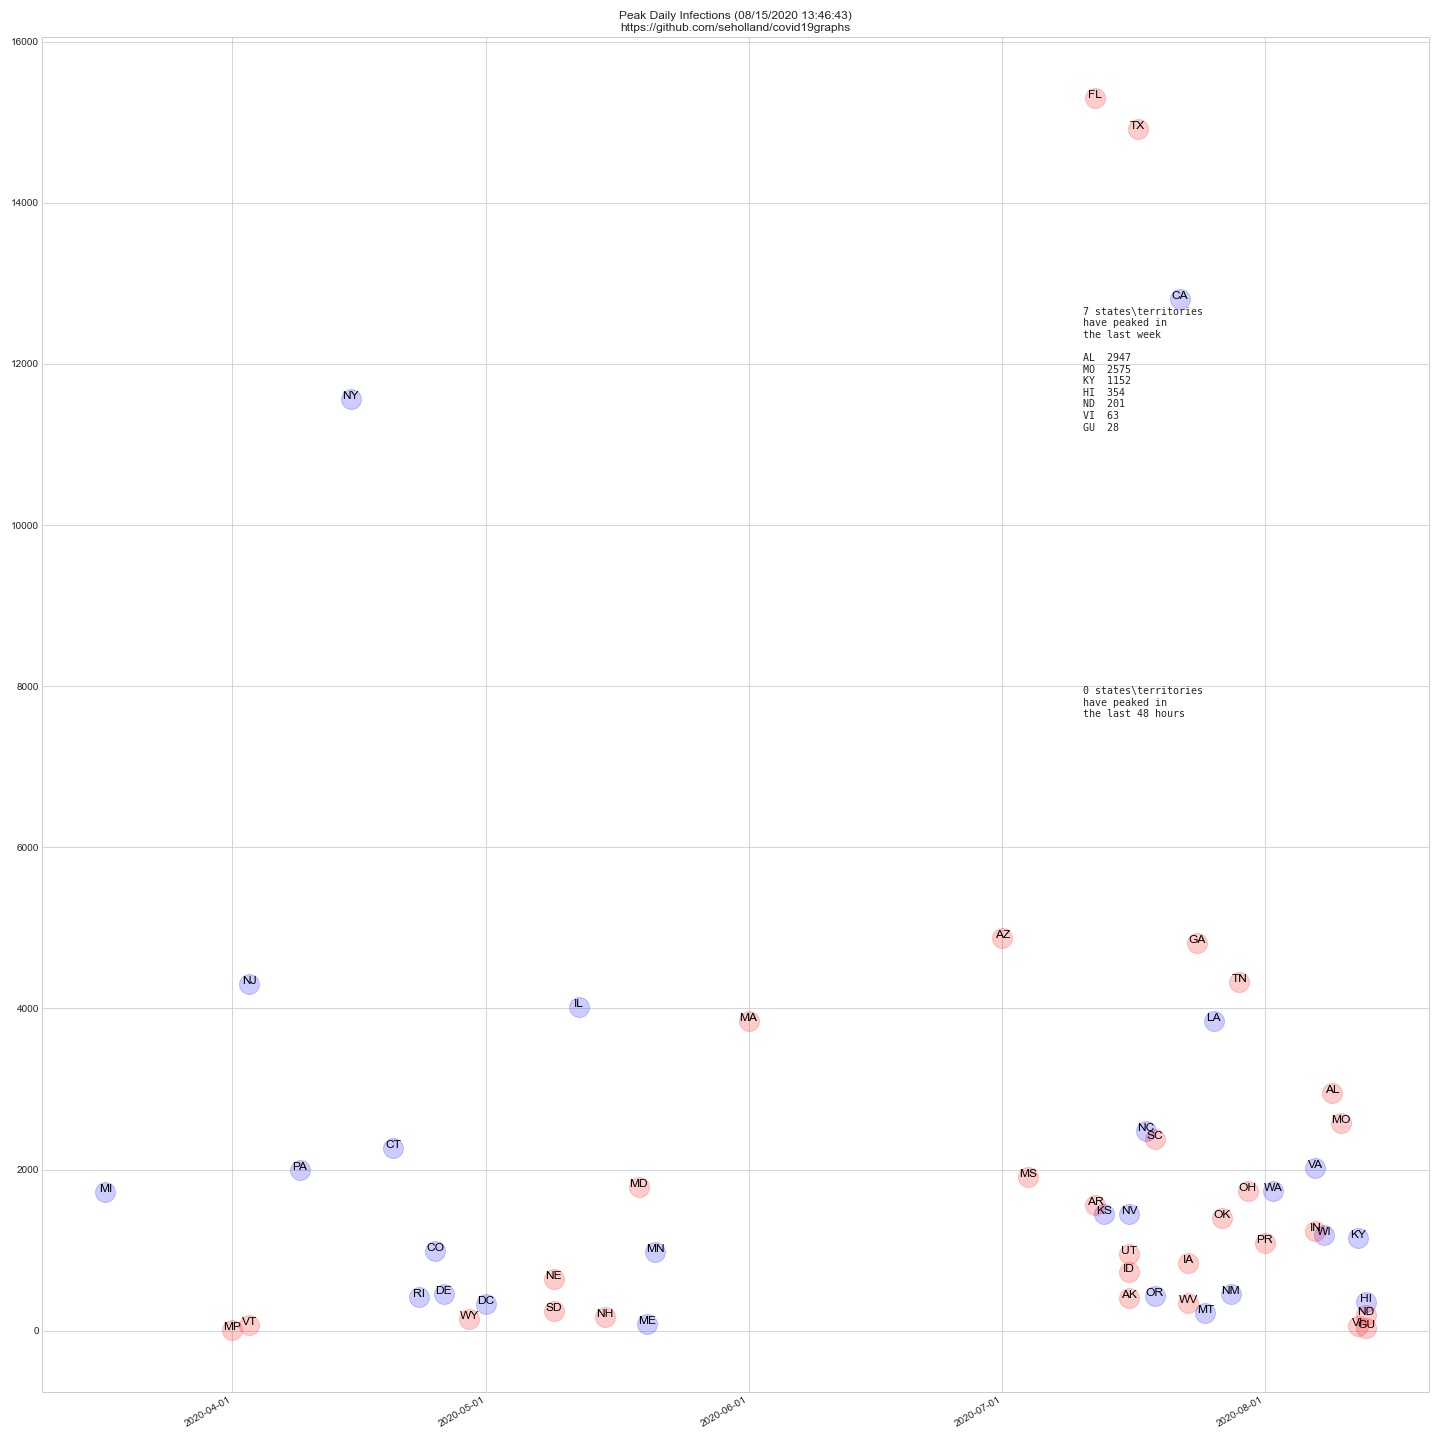 Peak Daily Infections (08/15/2020 13:46:43)
https://github.com/seholland/covid19graphs
16000
FL
TX
14000
CA
7 states\territories
have peaked in
the last week
12000
AL 2947
MO 2575
KY 1152
HI 354
ND 201
VI 63
GU 28
NY
10000
8000
0 states\territories
have peaked in
the last 48 hours
6000
AZ
GA
TN
NJ
IL
4000
MA
LA
AL
MO
NC
SC
CT
2000
PA
VA
MS
MI
MD
OH
WA
AR
KS
NV
OK
IN
WI
KY
PR
CO
MN
UT
IA
ID
NE
RI
DE
DC
AK
OR
WV
NM
HI
WY
SD
NH
ME
MT
ND
0
MP
VT
VI
GU
2020-04-01
2020-05-01
2020-06-01
2020-07-01
2020-08-01